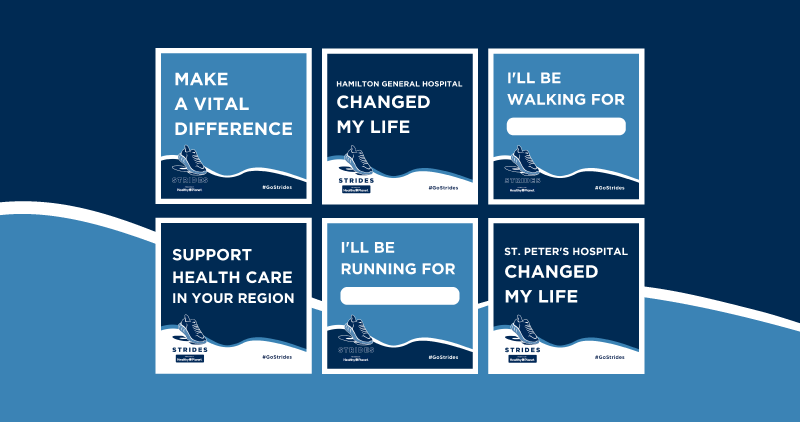 MAKE
A VITAL
DIFFERENCE
STRIDES
Healthy Planet
#GoStrides
HAMILTON GENERAL HOSPITAL
CHANGED
MY LIFE
STRIDES
Healthy Planet
#GoStrides
I'LL BE
WALKING FOR
STRIDES
Healthy Planet
#GoStrides
SUPPORT
HEALTH CARE
IN YOUR REGION
STRIDES
Healthy Planet
#GoStrides
I'LL BE
RUNNING FOR
STRIDES
Healthy Planet
#GoStrides
ST. PETER'S HOSPITAL
CHANGED
MY LIFE
STRIDES
Healthy Planet
#GoStrides